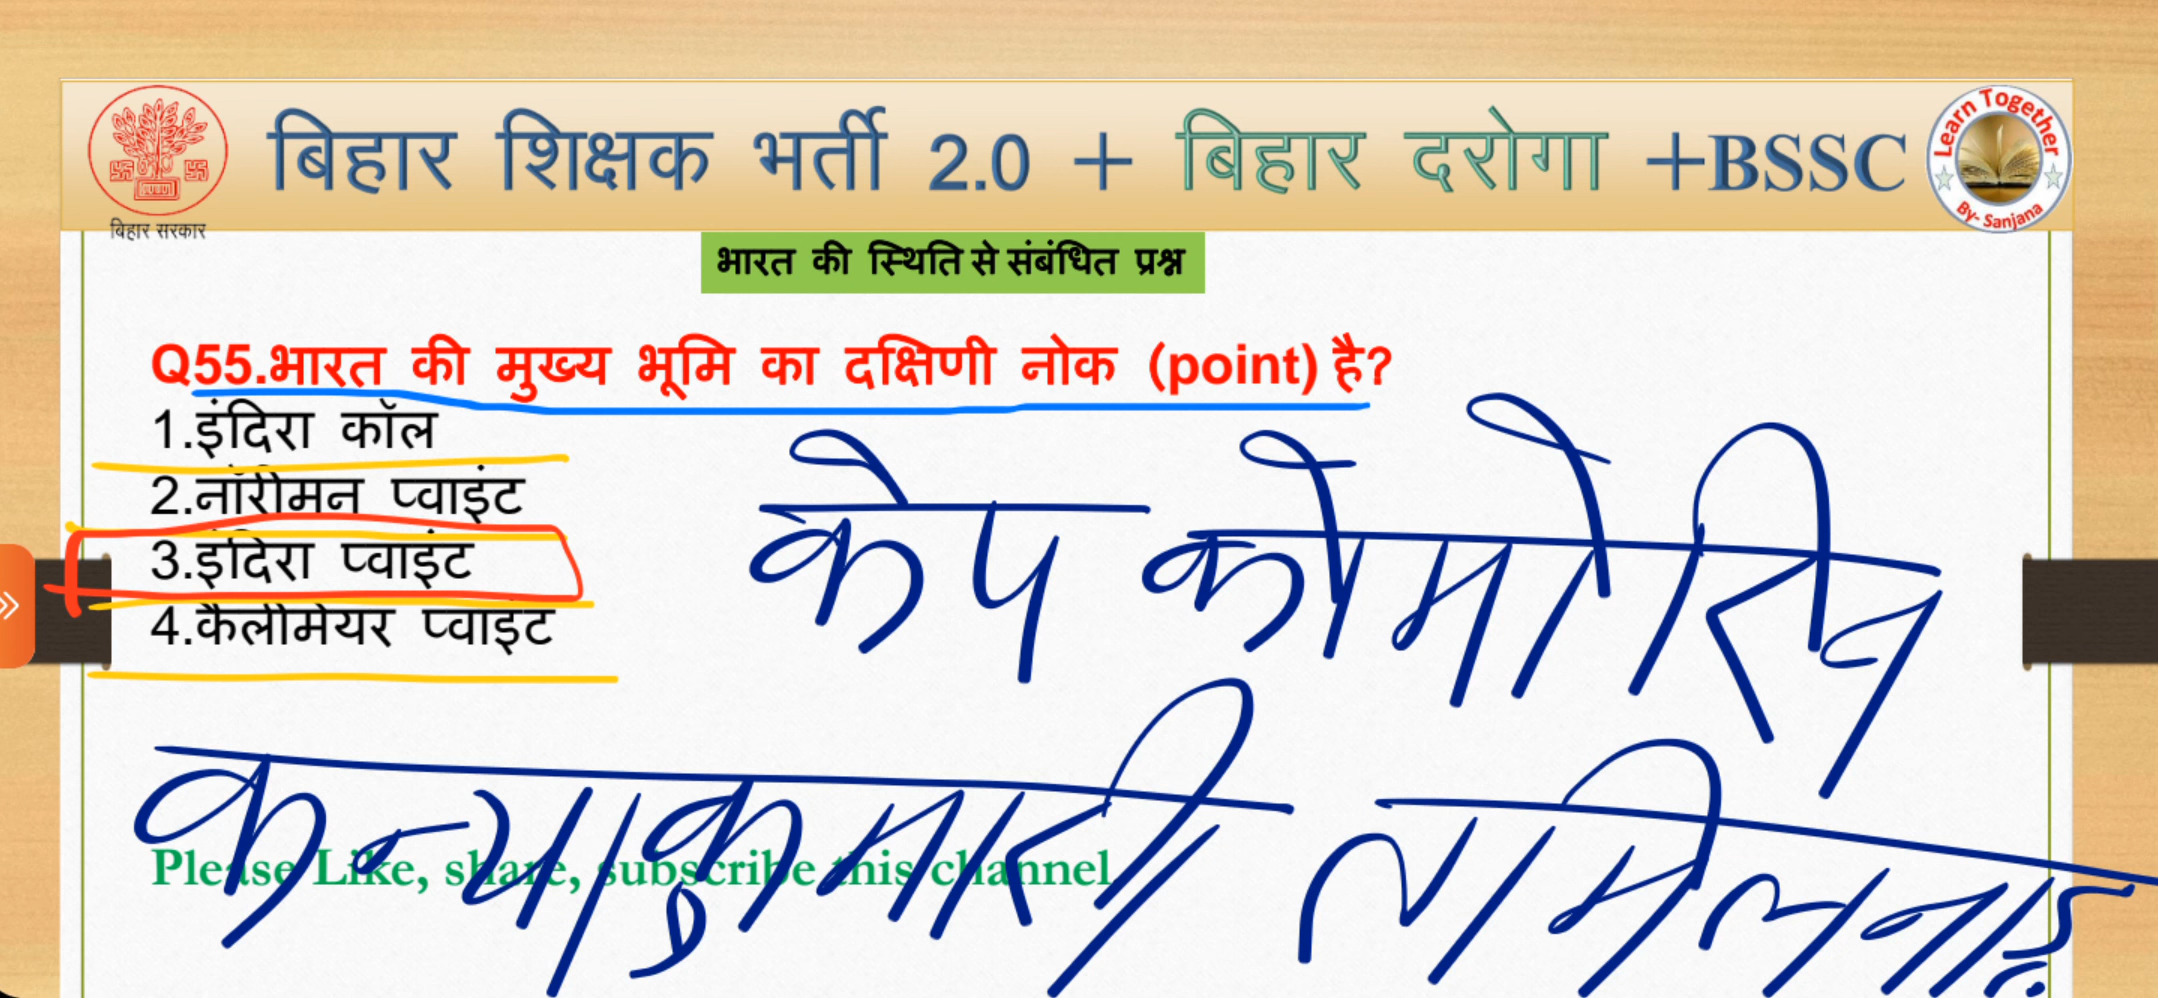 बिहार शिक्षक भर्ती 2.0 + बिहार दरोगा +BSSC
Learn Together
By- Sanjana
बिहार सरकार
भारत की स्थिति से संबंधित प्रश्न
Q55.भारत की मुख्य भूमि का दक्षिणी नोक (point) है?
1.इंदिरा कॉल
2.नॉरीमन प्वाइंट
3.इंदिरा प्वाइंट
4.कैलीमेयर प्वाइंट
केप कोमोरिन
कन्याकुमारी तामिलनाडु
Please Like, share, subscribe this channel